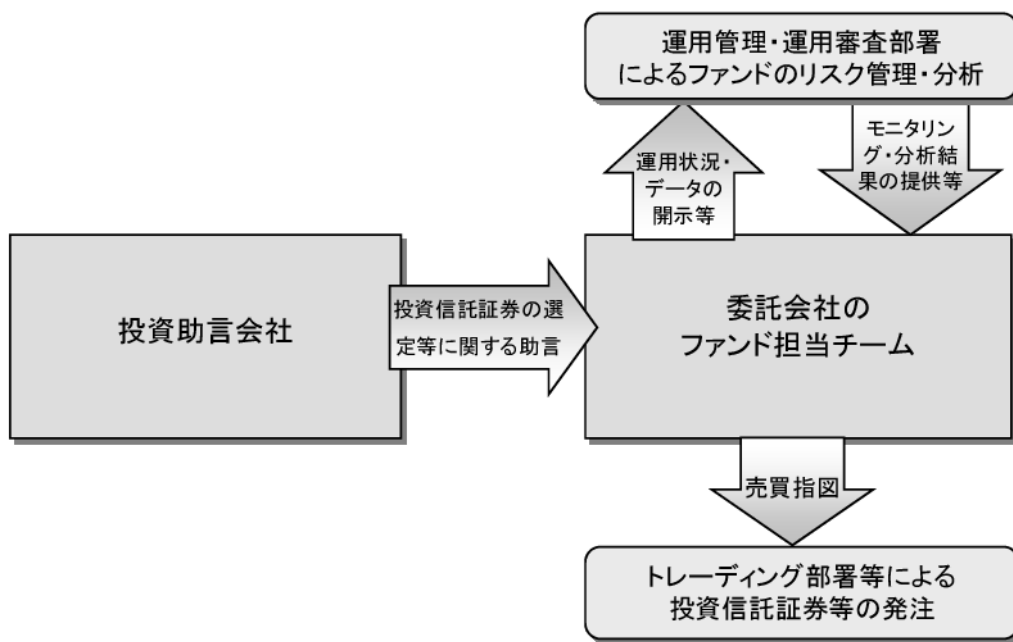 運用管理・運用審査部署
によるファンドのリスク管理・分析
運用状況・
データの
開示等
モニタリン
グ・分析結
果の提供等
投資助言会社
投資信託証券の選
定等に関する助言
委託会社の
ファンド担当チーム
売買指図
トレーディング部署等による
投資信託証券等の発注